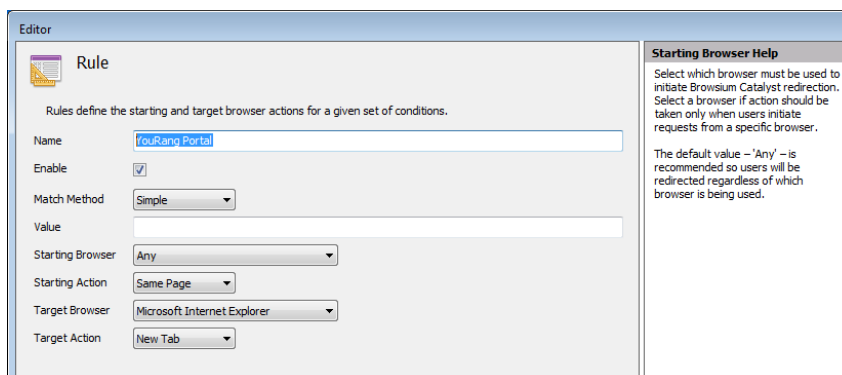 Editor
Rule
Rules define the starting and target browser actions for a given set of conditions.
Name YouRang Portal
Enable
Match Method Simple
Value
Starting Browser Any
Starting Action Same Page
Target Browser Microsoft Internet Explorer
Target Action New Tab
Starting Browser Help
Select which browser must be used to
initiate Browsium Catalyst redirection.
Select a browser if action should be
taken only when users initiate
requests from a specific browser.
The default value – 'Any' – is
recommended so users will be
redirected regardless of which
browser is being used.